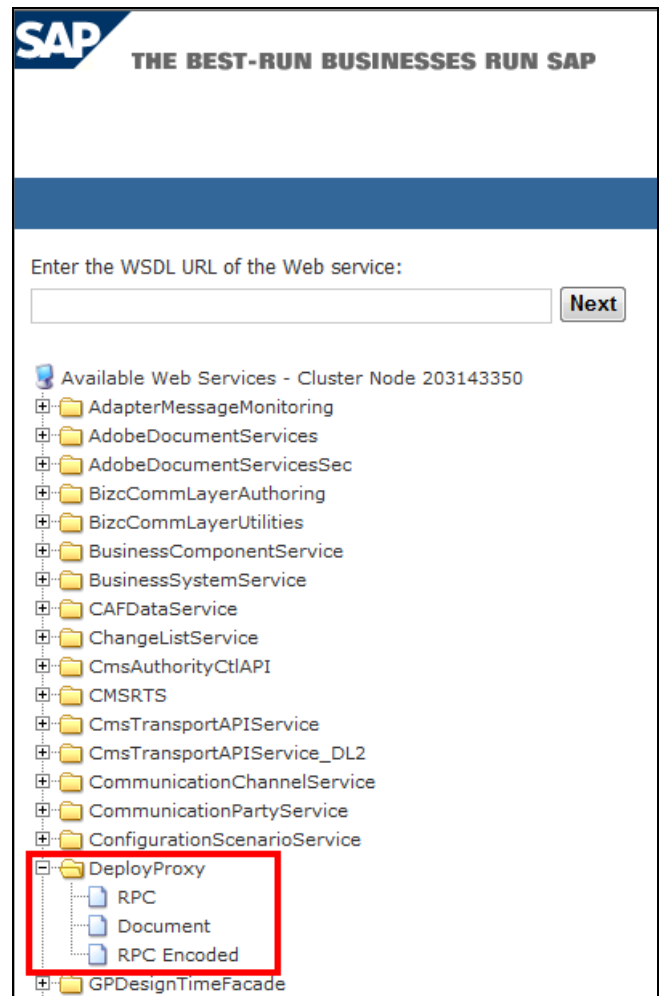 SAP
THE BEST-RUN BUSINESSES RUN SAP
Enter the WSDL URL of the Web service:
Next
Available Web Services - Cluster Node 203143350
AdapterMessageMonitoring
AdobeDocumentServices
AdobeDocumentServicesSec
BizcCommLayerAuthoring
BizcCommLayerUtilities
BusinessComponentService
BusinessSystemService
CAFDataService
ChangeListService
CmsAuthorityCtlAPI
CMSRTS
CmsTransportAPIService
CmsTransportAPIService_DL2
CommunicationChannelService
CommunicationPartyService
ConfigurationScenarioService
DeployProxy
RPC
Document
RPC Encoded
GPDesignTimeFacade